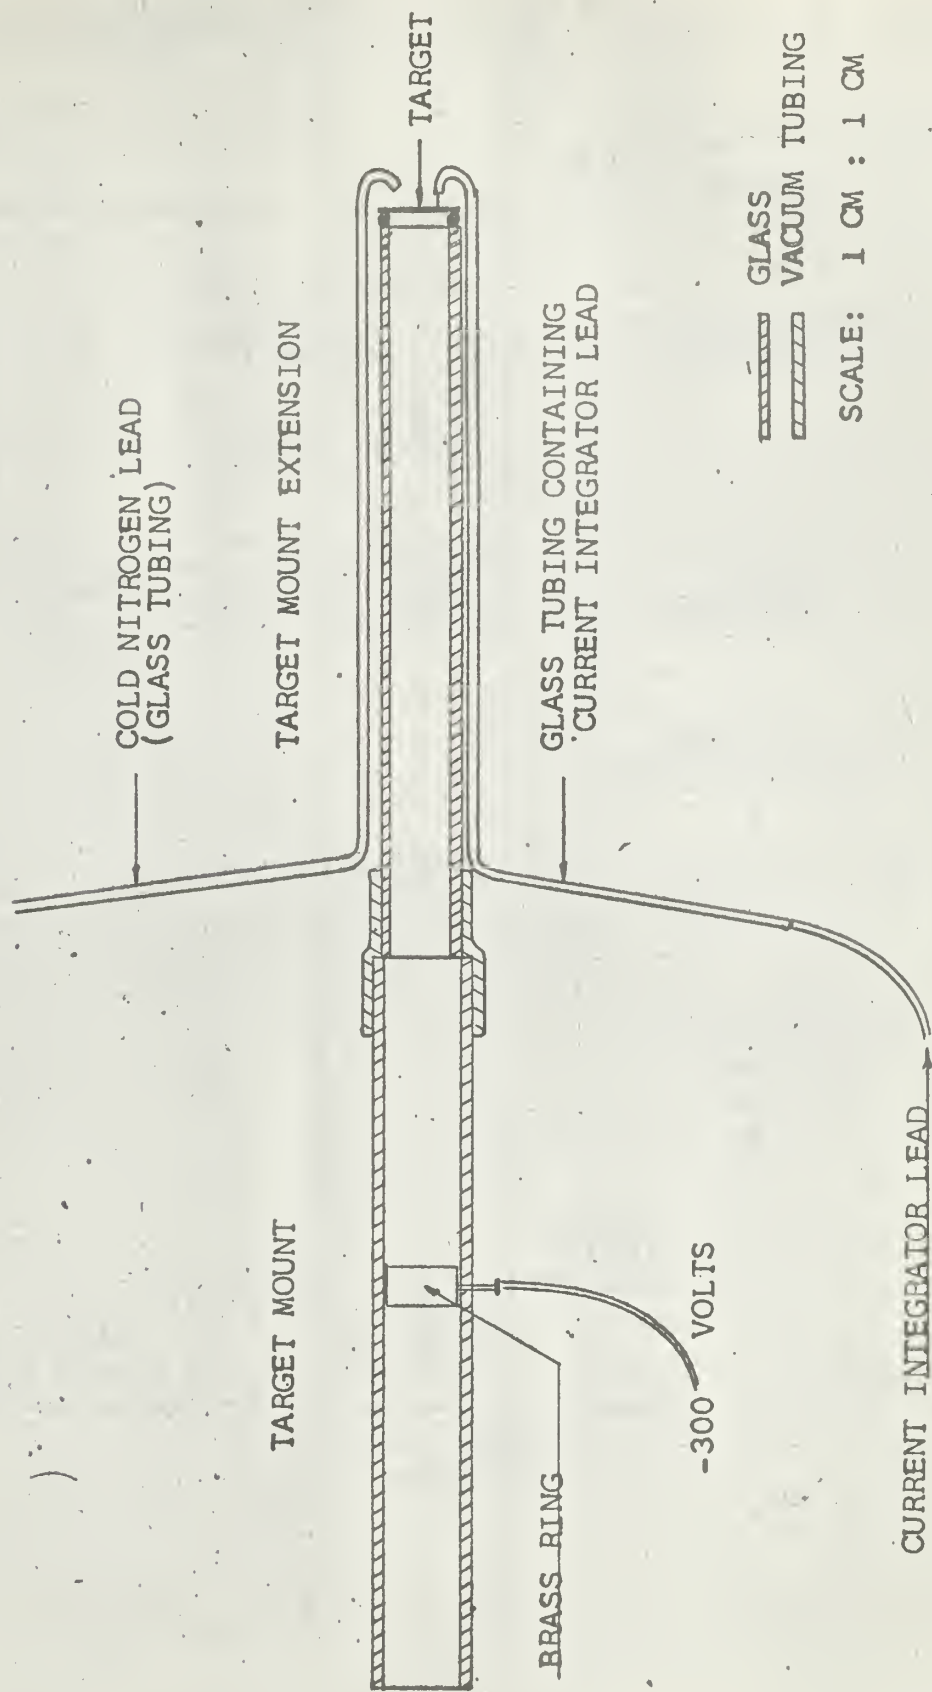 TARGET
COLD NITROGEN LEAD
(GLASS TUBING)
TARGET MOUNT EXTENSION
TARGET MOUNT
GLASS TUBING CONTAINING
CURRENT INTEGRATOR LEAD
BRASS RING
-300 VOLTS
CURRENT INTEGRATOR LEAD
GLASS
VACUUM TUBING
SCALE: 1 CM : 1 CM